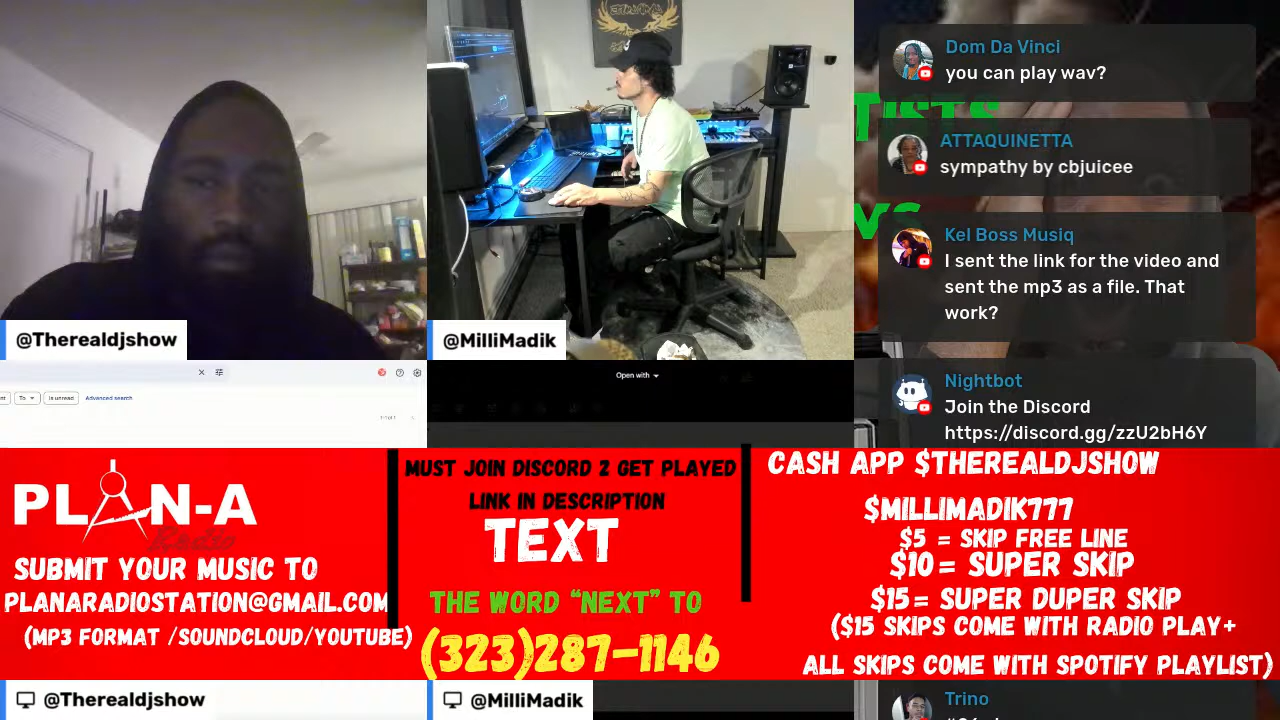 Dom Da Vinci
you can play wav?
ATTAQUINETTA
sympathy by cbjuicee
Kel Boss Musiq
I sent the link for the video and
sent the mp3 as a file. That
work?
Nightbot
Join the Discord
https://discord.gg/zzU2bH6Y
@Therealdjshow
@MilliMadik
To
Is unread
Advanced search
Open with
PLAN-A
Radio
SUBMIT YOUR MUSIC TO
PLANARADIOSTATION@GMAIL.COM
(MP3 FORMAT /SOUNDCLOUD/YOUTUBE)
MUST JOIN DISCORD 2 GET PLAYED
LINK IN DESCRIPTION
TEXT
THE WORD “NEXT” TO
(323)287-1146
CASH APP $THEREALDJSHOW
$MILLIMADIK777
$5 = SKIP FREE LINE
$10 = SUPER SKIP
$15 = SUPER DUPER SKIP
($15 SKIPS COME WITH RADIO PLAY+
ALL SKIPS COME WITH SPOTIFY PLAYLIST)
@Therealdjshow
@MilliMadik
Trino